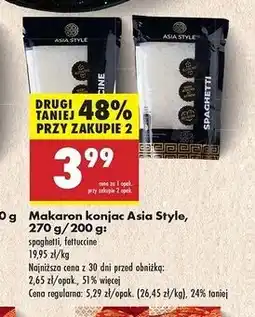 ASIA STYLE
ASIA STYLE
SPAGHETTI
DRUGI
TANIEJ 48%
PRZY ZAKUPIE 2
3.99
cena za 1 opak.
przy zakupie 2 opak.
0 g
Makaron konjac Asia Style,
270 g/200 g:
spaghetti, fettuccine
19,95 zł/kg
Najniższa cena z 30 dni przed obniżką:
2,65 zł/opak., 51% więcej
Cena regularna: 5,29 zł/opak. (26,45 zł/kg), 24% taniej